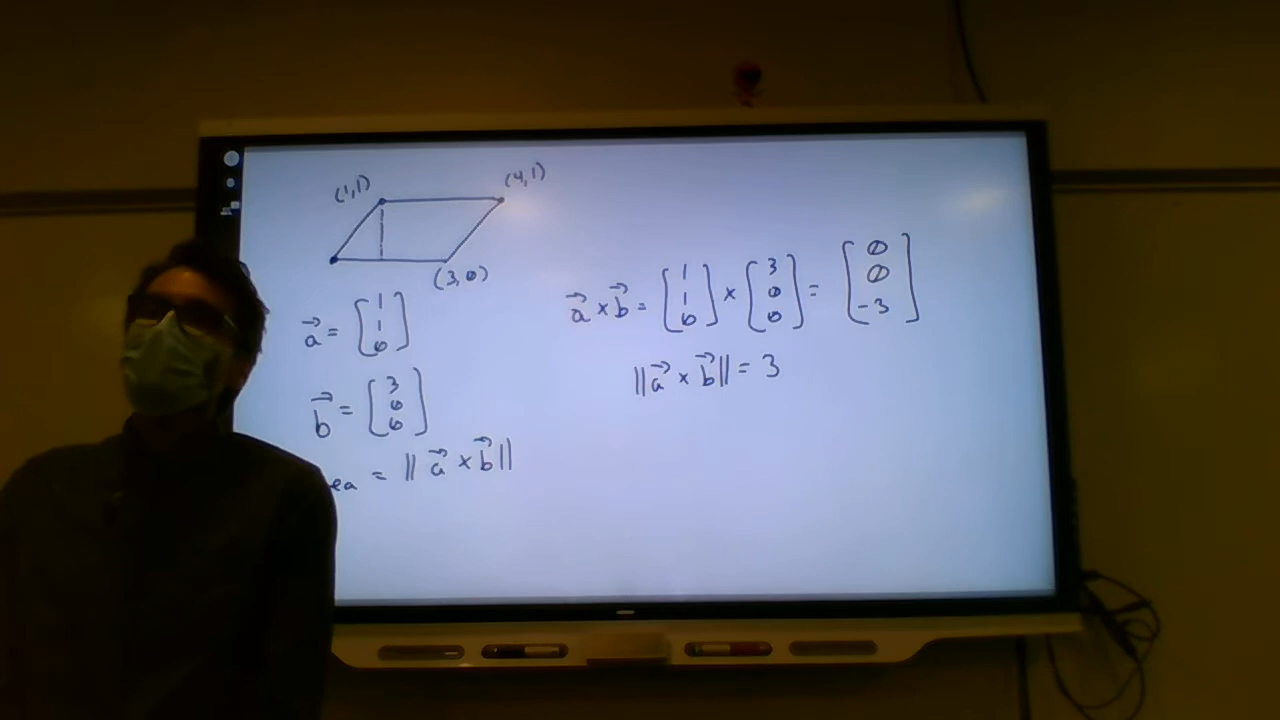 (1,1)
(4,1)
(3,0)
a⃗ = [1 1 0]
b⃗ = [3 0 0]
ea = ||a⃗ × b⃗||
a⃗ × b⃗ = [1 1 0] × [3 0 0] = [0 0 -3]
||a⃗ × b⃗|| = 3